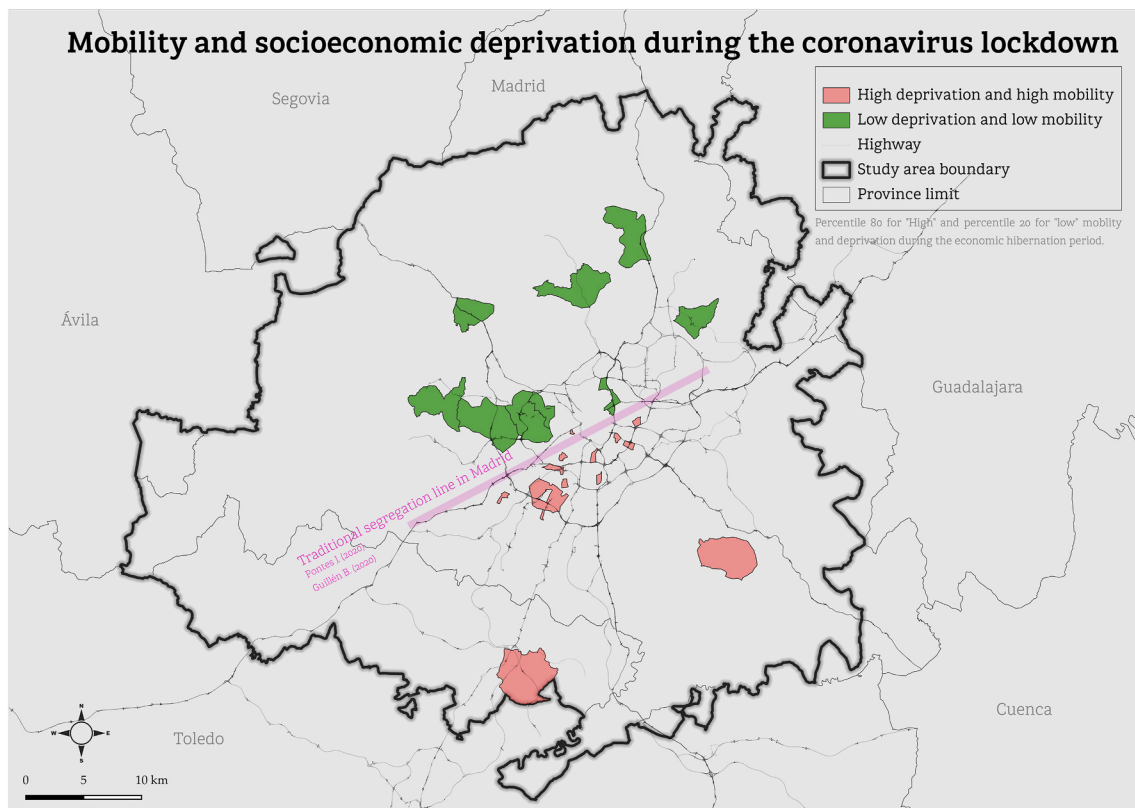 Mobility and socioeconomic deprivation during the coronavirus lockdown
Madrid
Segovia
High deprivation and high mobility
Low deprivation and low mobility
Highway
Study area boundary
Province limit
Percentile 80 for "High" and percentile 20 for "low" moblity
and deprivation during the economic hibernation period.
Ávila
Guadalajara
Traditional segregation line in Madrid
Pontes J. (2020)
Guillén B. (2020)
Cuenca
Toledo
N
W E
S
0 5 10 km